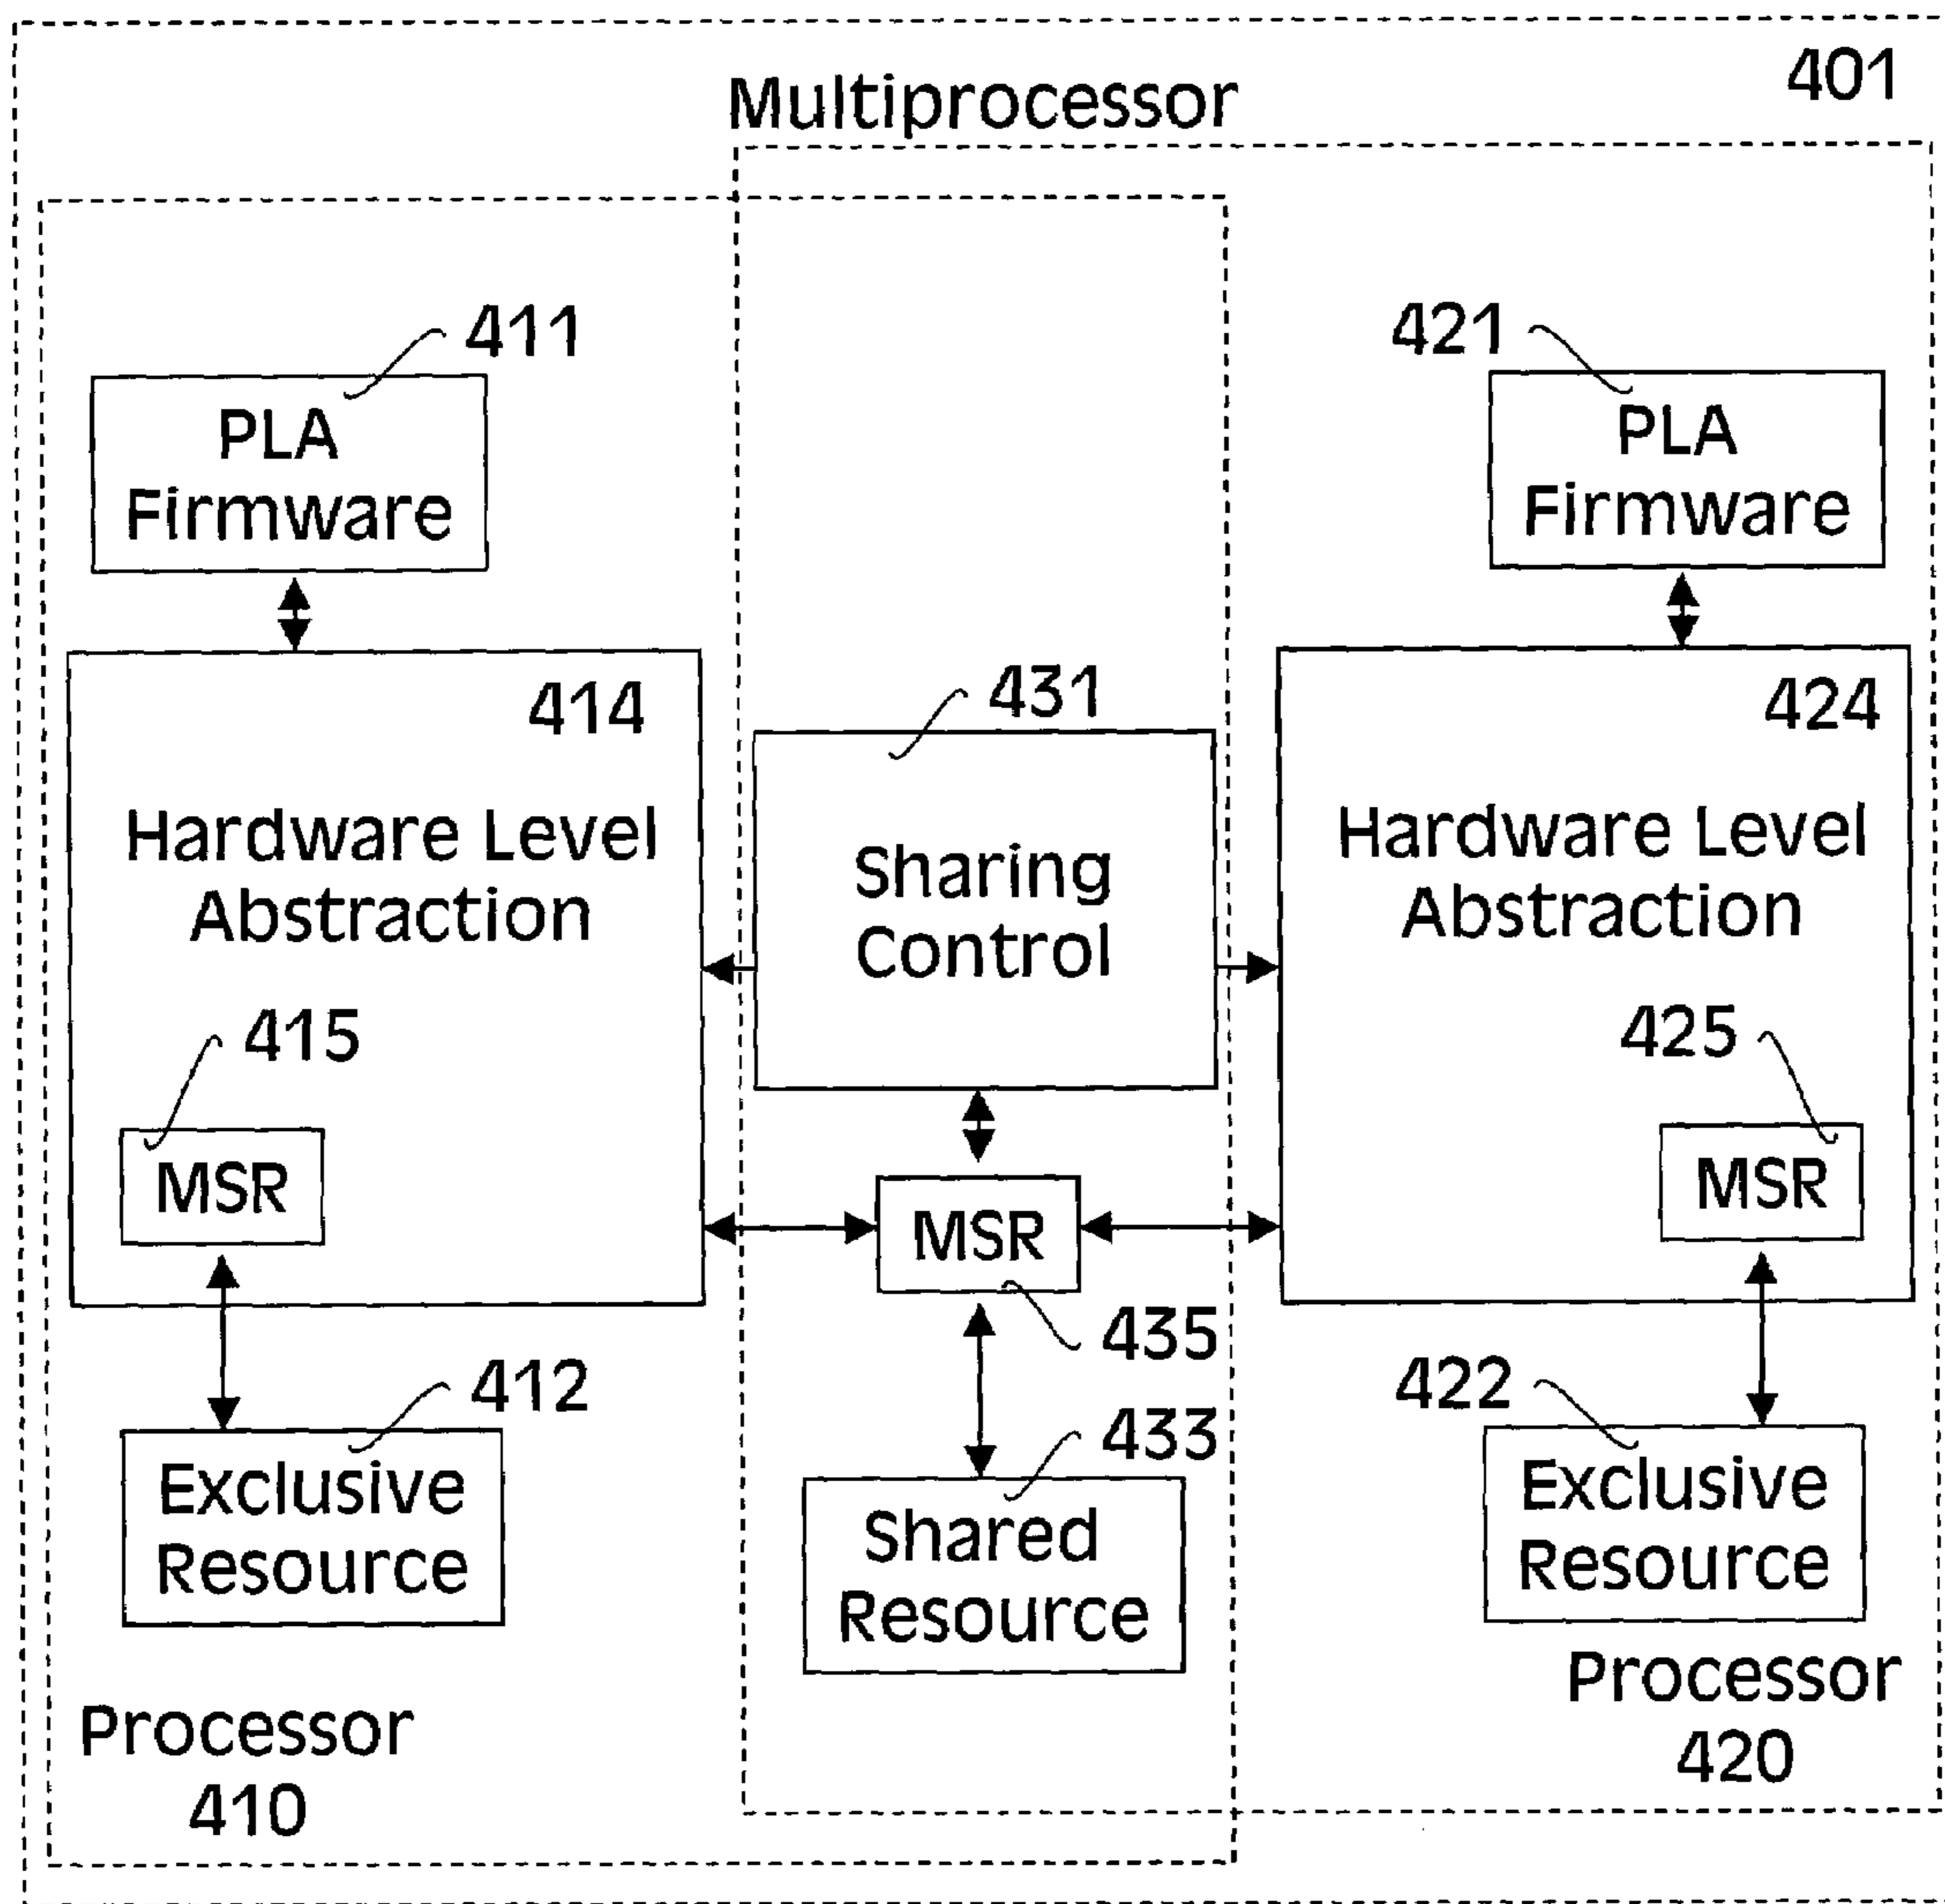 401
Multiprocessor
411
PLA
Firmware
421
PLA
Firmware
414
Hardware Level
Abstraction
415
MSR
431
Sharing
Control
424
Hardware Level
Abstraction
425
MSR
MSR
435
412
Exclusive
Resource
433
Shared
Resource
422
Exclusive
Resource
Processor
410
Processor
420